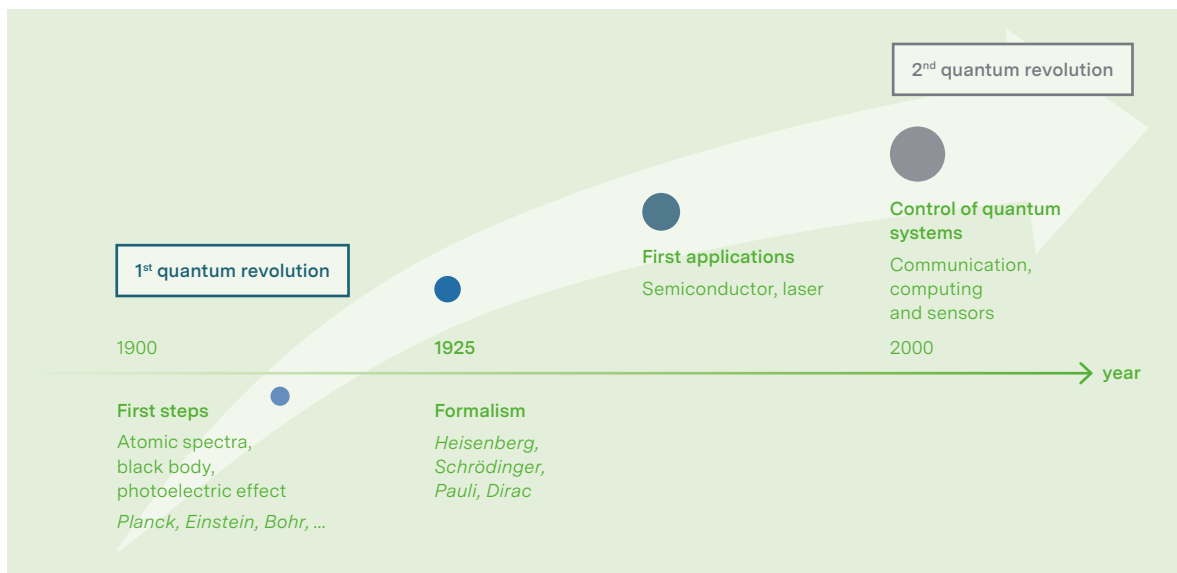 2nd quantum revolution
1st quantum revolution
First applications
Semiconductor, laser
Control of quantum
systems
Communication,
computing
and sensors
1900
1925
2000
year
First steps
Atomic spectra,
black body,
photoelectric effect
Planck, Einstein, Bohr, ...
Formalism
Heisenberg,
Schrödinger,
Pauli, Dirac